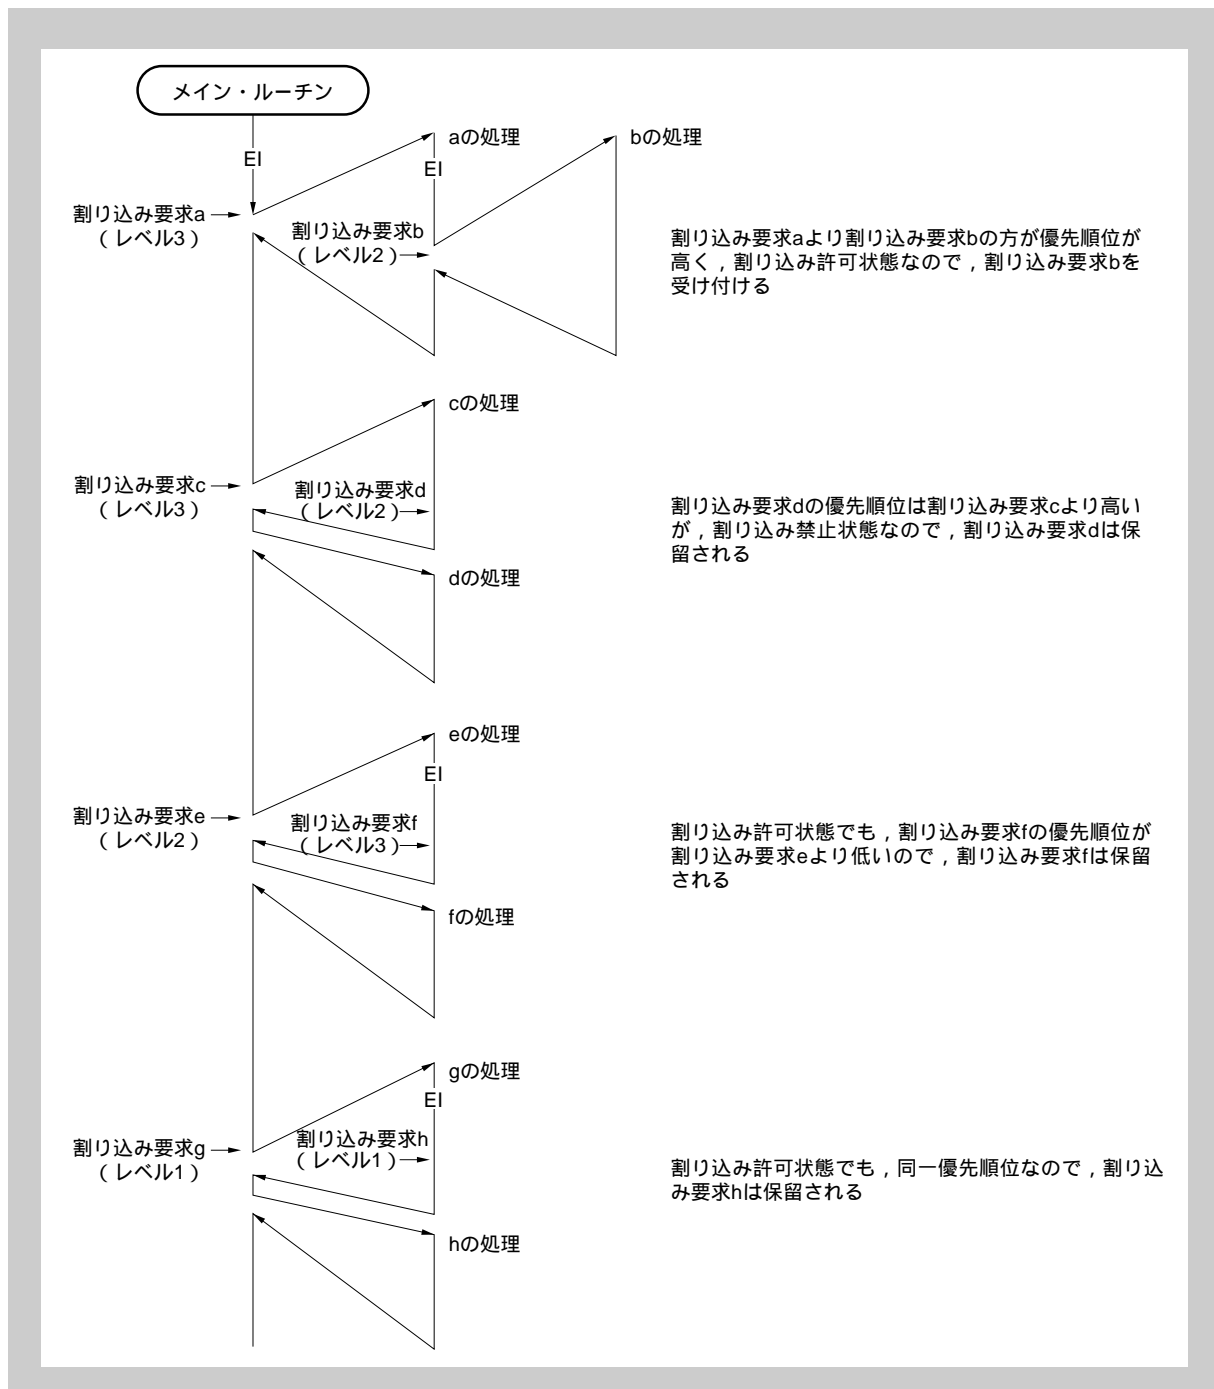 メイン・ルーチン
EI
aの処理
EI
bの処理
割り込み要求a
（レベル3）
割り込み要求b
（レベル2）
割り込み要求aより割り込み要求bの方が優先順位が
高く，割り込み許可状態なので，割り込み要求bを
受け付ける
cの処理
割り込み要求c
（レベル3）
割り込み要求d
（レベル2）
割り込み要求dの優先順位は割り込み要求cより高い
が，割り込み禁止状態なので，割り込み要求dは保
留される
dの処理
eの処理
EI
割り込み要求e
（レベル2）
割り込み要求f
（レベル3）
割り込み許可状態でも，割り込み要求fの優先順位が
割り込み要求eより低いので，割り込み要求fは保留
される
fの処理
gの処理
EI
割り込み要求g
（レベル1）
割り込み要求h
（レベル1）
割り込み許可状態でも，同一優先順位なので，割り込
み要求hは保留される
hの処理